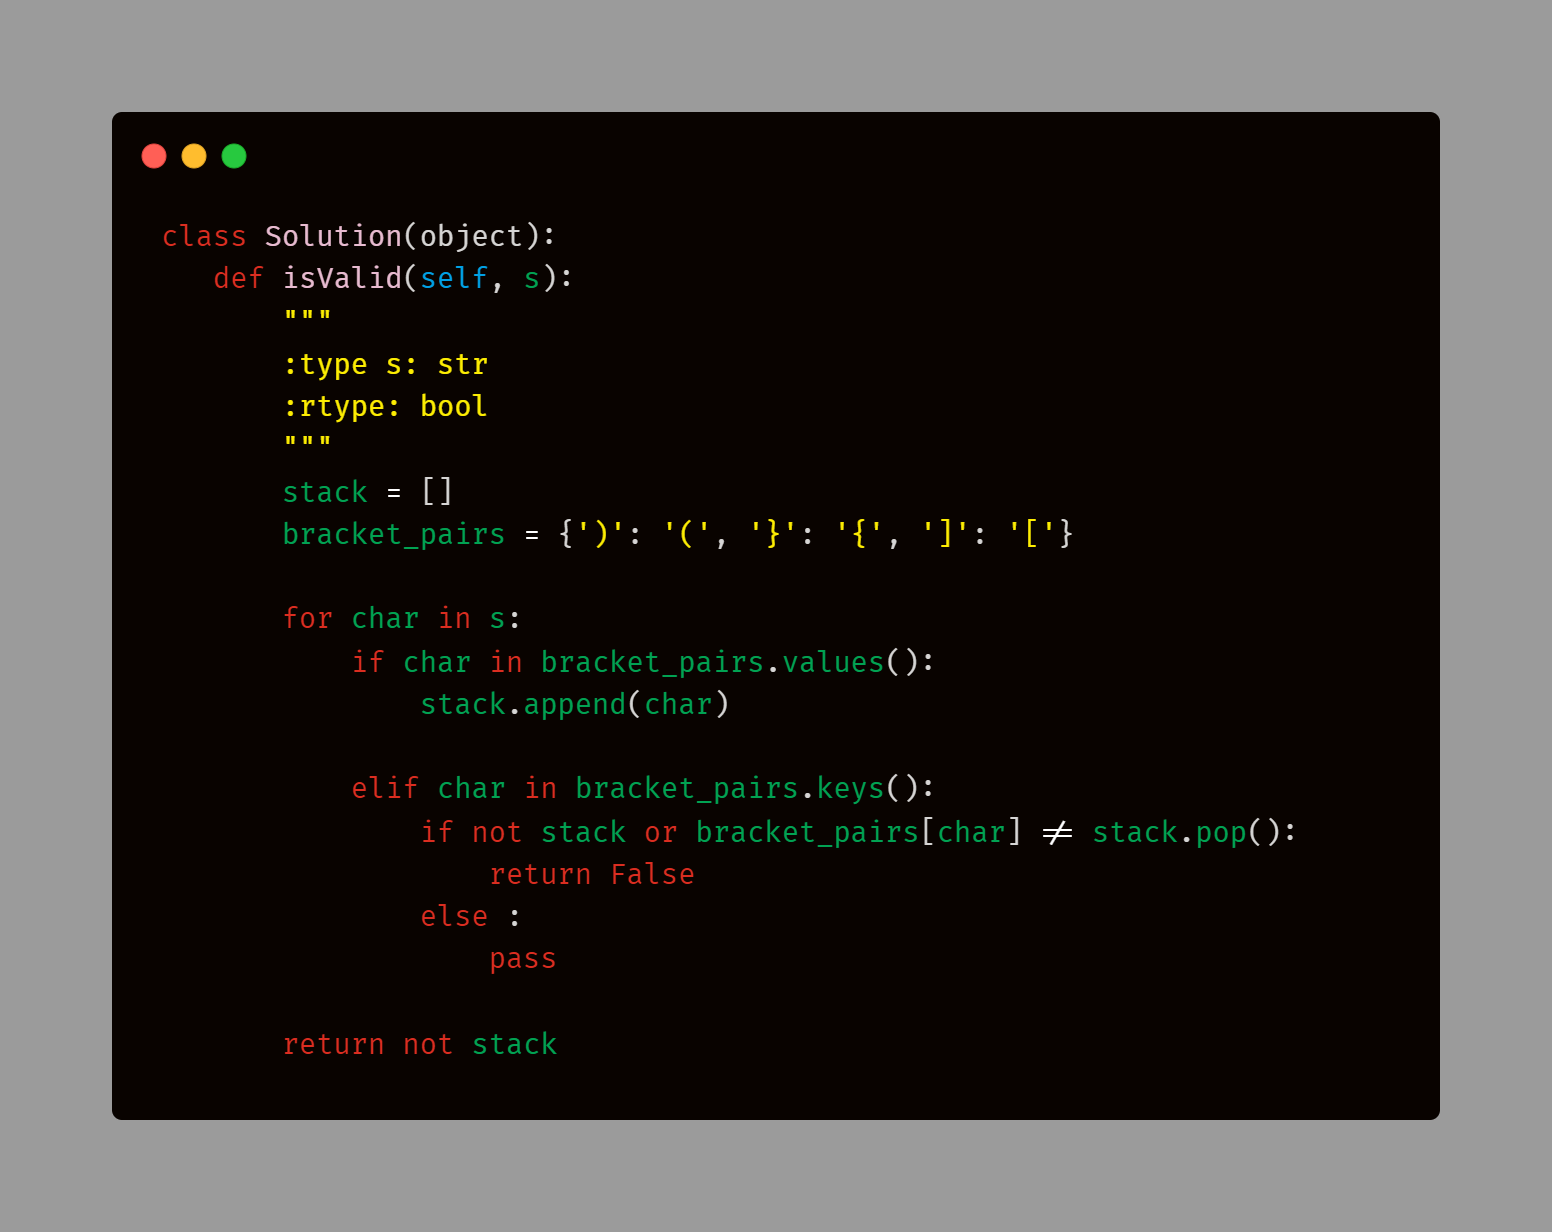 class Solution(object):
   def isValid(self, s):
       """
       :type s: str
       :rtype: bool
       """
       stack = []
       bracket_pairs = {')': '(', '}': '{', ']': '['}

       for char in s:
           if char in bracket_pairs.values():
               stack.append(char)

           elif char in bracket_pairs.keys():
               if not stack or bracket_pairs[char] != stack.pop():
                   return False
               else :
                   pass

       return not stack